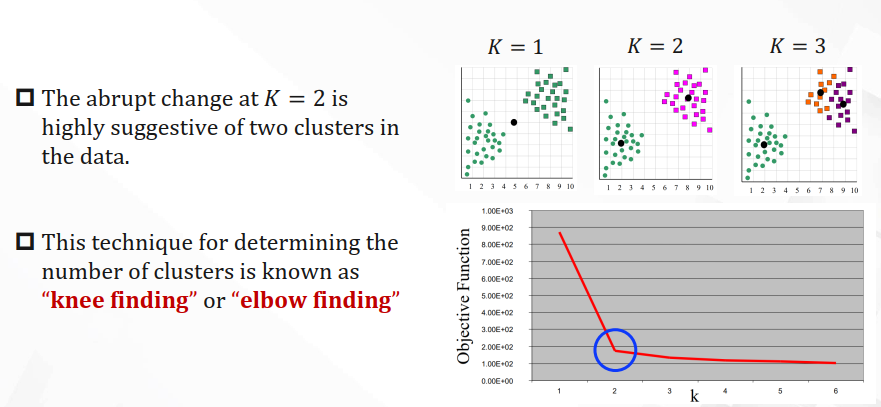 K = 1
K = 2
K = 3
❑ The abrupt change at K = 2 is
highly suggestive of two clusters in
the data.
❑ This technique for determining the
number of clusters is known as
“knee finding” or “elbow finding”
1 2 3 4 5 6 7 8 9 10
1 2 3 4 5 6 7 8 9 10
1 2 3 4 5 6 7 8 9 10
Objective Function
1.00E+03
9.00E+02
8.00E+02
7.00E+02
6.00E+02
5.00E+02
4.00E+02
3.00E+02
2.00E+02
1.00E+02
0.00E+00
1 2 3 4 5 6
k